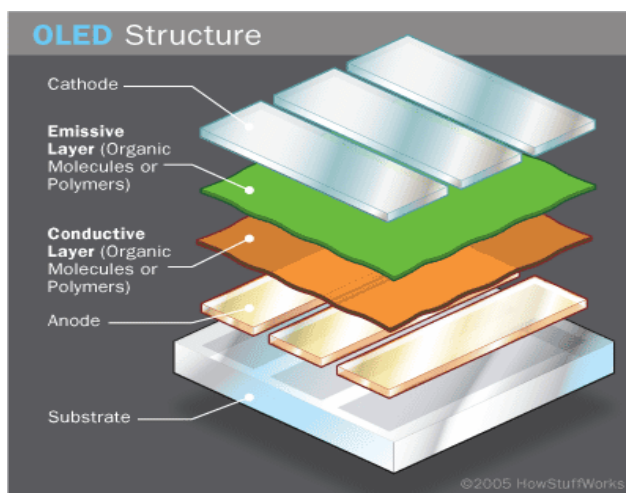 OLED Structure
Cathode
Emissive
Layer (Organic
Molecules or
Polymers)
Conductive
Layer (Organic
Molecules or
Polymers)
Anode
Substrate
©2005 HowStuffWorks